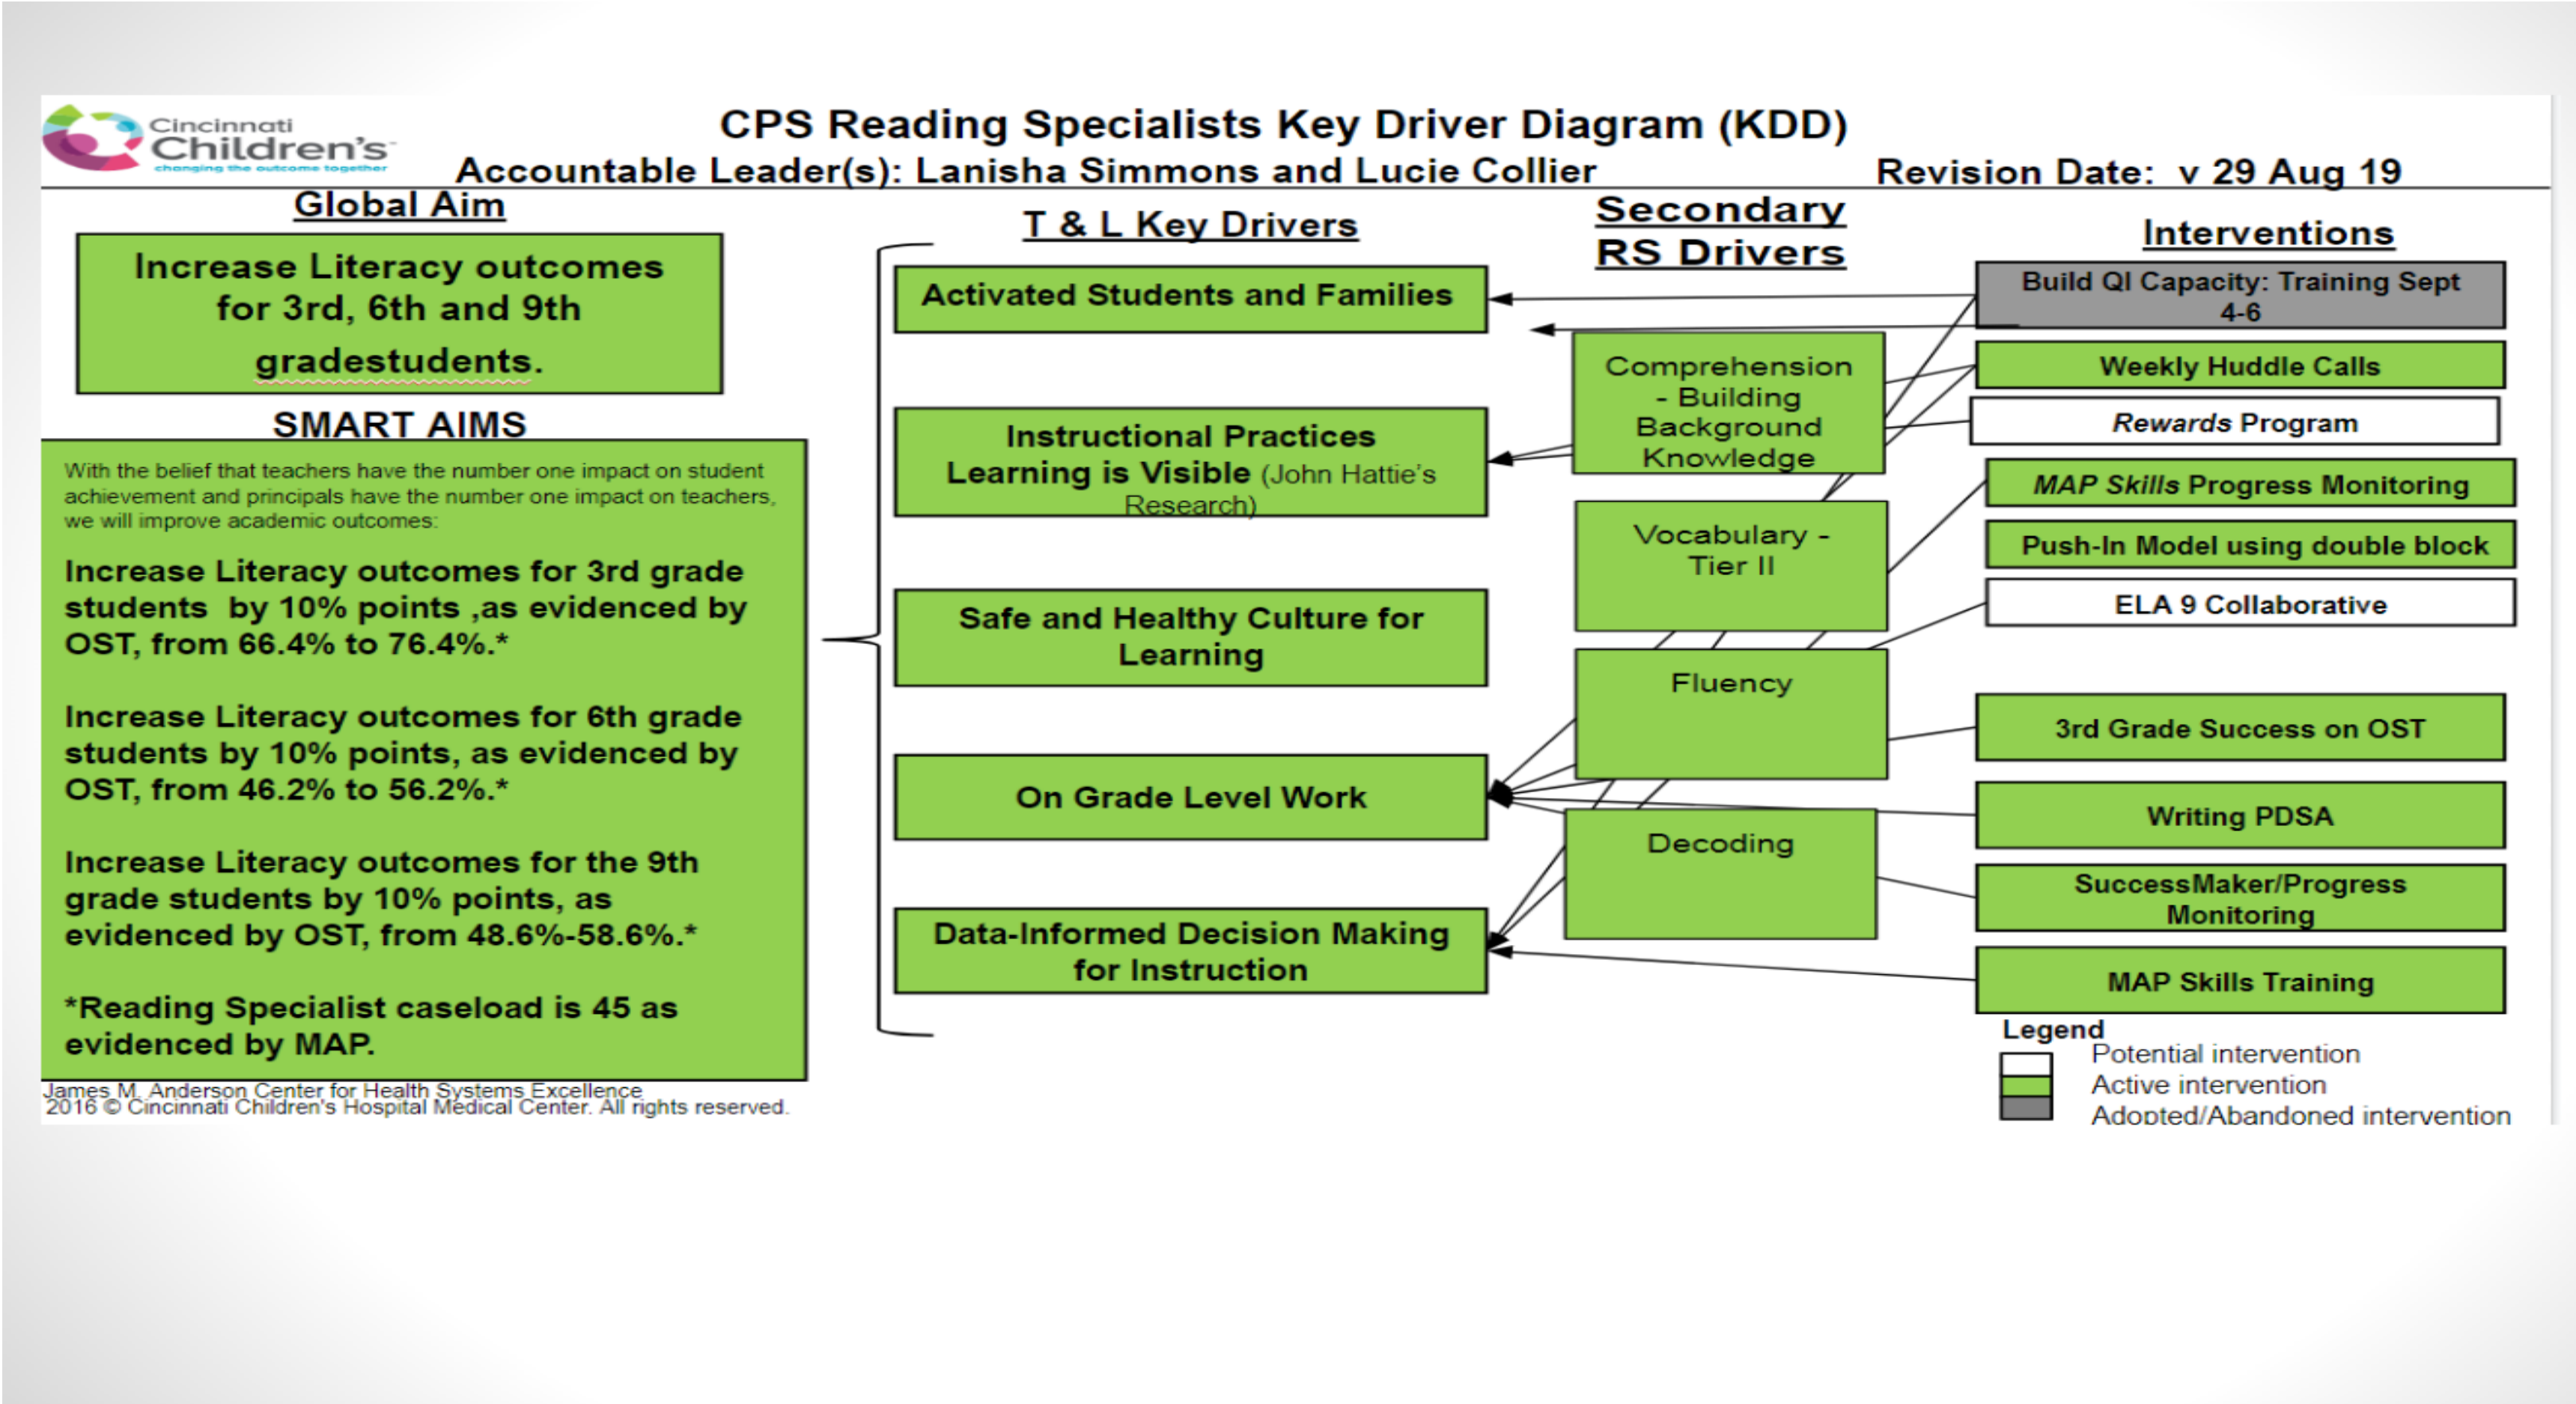 Cincinnati
Children's
changing the outcome together
CPS Reading Specialists Key Driver Diagram (KDD)
Accountable Leader(s): Lanisha Simmons and Lucie Collier
Revision Date: v 29 Aug 19
Global Aim
Increase Literacy outcomes
for 3rd, 6th and 9th
gradestudents.
SMART AIMS
With the belief that teachers have the number one impact on student
achievement and principals have the number one impact on teachers,
we will improve academic outcomes:
Increase Literacy outcomes for 3rd grade
students by 10% points ,as evidenced by
OST, from 66.4% to 76.4%.*
Increase Literacy outcomes for 6th grade
students by 10% points, as evidenced by
OST, from 46.2% to 56.2%.*
Increase Literacy outcomes for the 9th
grade students by 10% points, as
evidenced by OST, from 48.6%-58.6%.*
*Reading Specialist caseload is 45 as
evidenced by MAP.
James M. Anderson Center for Health Systems Excellence
2016 © Cincinnati Children's Hospital Medical Center. All rights reserved.
T & L Key Drivers
Activated Students and Families
Instructional Practices
Learning is Visible (John Hattie's
Research)
Safe and Healthy Culture for
Learning
On Grade Level Work
Data-Informed Decision Making
for Instruction
Secondary
RS Drivers
Comprehension
- Building
Background
Knowledge
Vocabulary -
Tier II
Fluency
Decoding
Interventions
Build QI Capacity: Training Sept
4-6
Weekly Huddle Calls
Rewards Program
MAP Skills Progress Monitoring
Push-In Model using double block
ELA 9 Collaborative
3rd Grade Success on OST
Writing PDSA
SuccessMaker/Progress
Monitoring
MAP Skills Training
Legend
Potential intervention
Active intervention
Adopted/Abandoned intervention